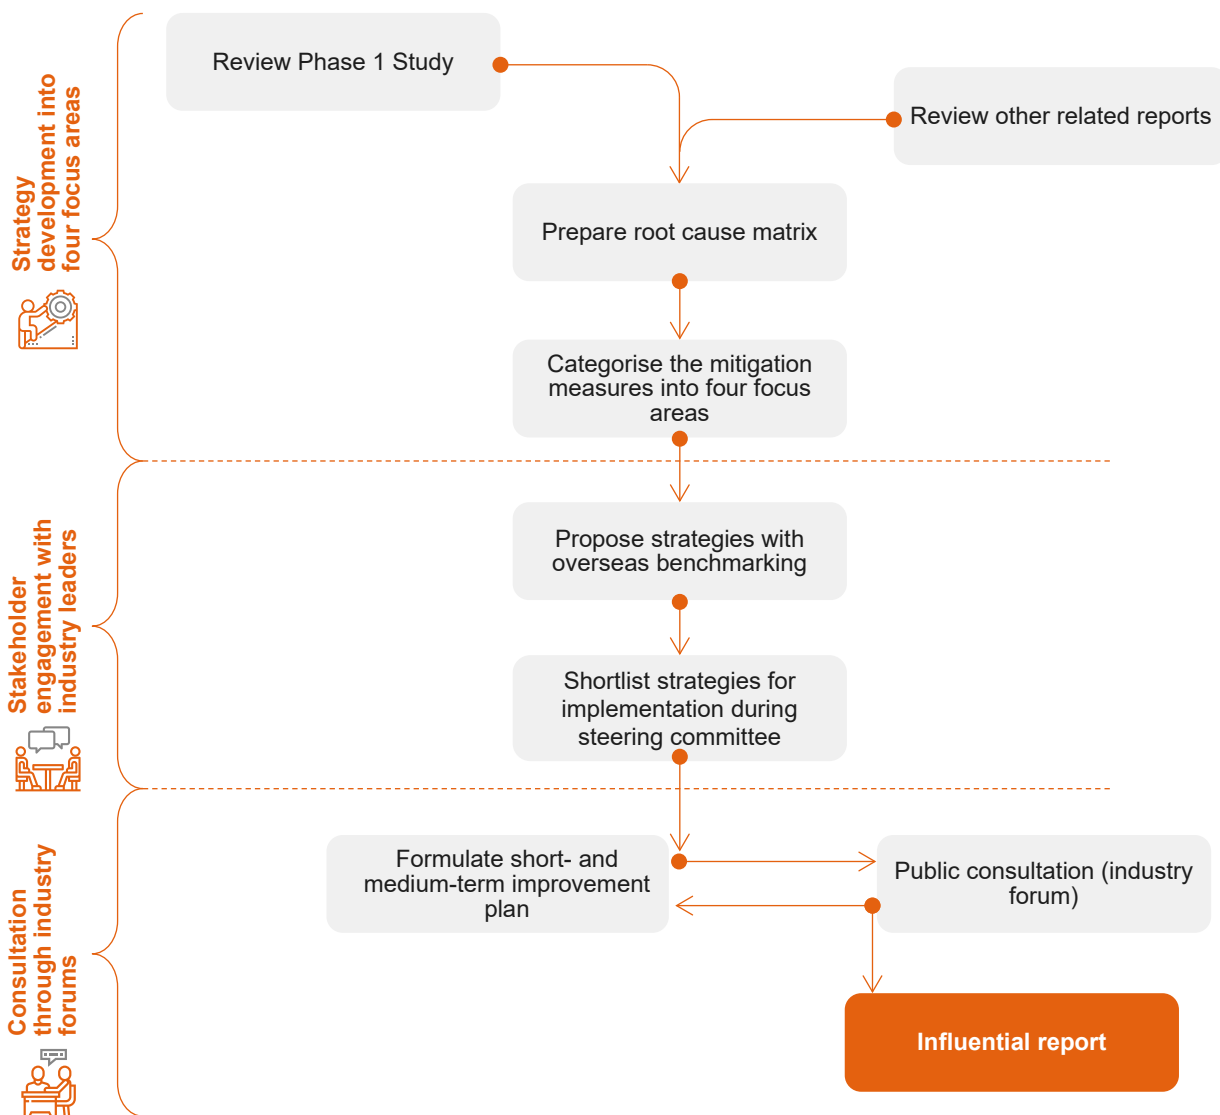 Strategy
development into
four focus areas
Review Phase 1 Study
Review other related reports
Prepare root cause matrix
Categorise the mitigation
measures into four focus
areas
Stakeholder
engagement with
industry leaders
Propose strategies with
overseas benchmarking
Shortlist strategies for
implementation during
steering committee
Consultation
through industry
forums
Formulate short- and
medium-term improvement
plan
Public consultation (industry
forum)
Influential report